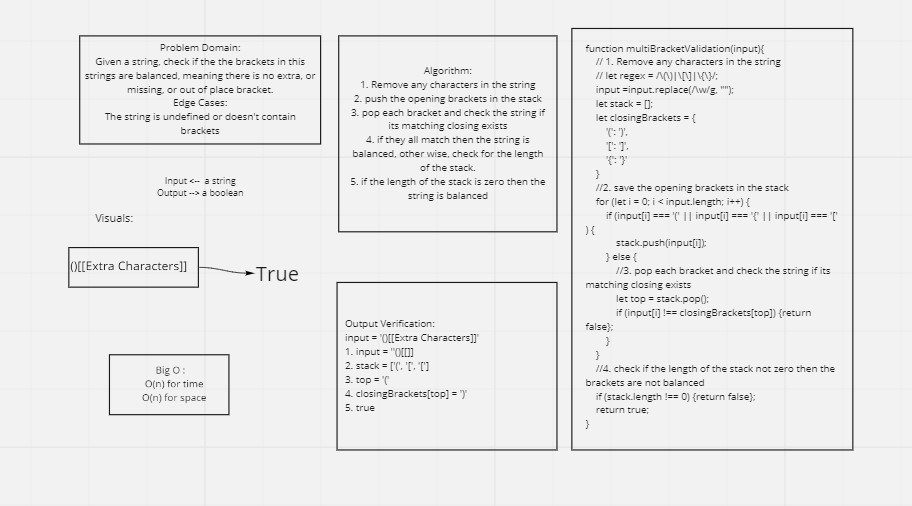 Problem Domain:
Given a string, check if the the brackets in this
strings are balanced, meaning there is no extra, or
missing, or out of place bracket.
Edge Cases:
The string is undefined or doesn't contain
brackets
Input <-- a string
Output --> a boolean
Visuals:
()[[Extra Characters]]
True
Big O :
O(n) for time
O(n) for space
Algorithm:
1. Remove any characters in the string
2. push the opening brackets in the stack
3. pop each bracket and check the string if
its matching closing exists
4. if they all match then the string is
balanced, other wise, check for the length
of the stack.
5. if the length of the stack is zero then the
string is balanced
Output Verification:
input = '()[[Extra Characters]]'
1. input = ''()[[]]
2. stack = ['(', '[', '[']
3. top = '('
4. closingBrackets[top] = ')'
5. true
function multiBracketValidation(input){
// 1. Remove any characters in the string
// let regex = /\(\)|\[\]|\{\}/;
input =input.replace(/\w/g, "");
let stack = [];
let closingBrackets = {
'(': ')',
'[': ']',
'{': '}'
}
//2. save the opening brackets in the stack
for (let i = 0; i < input.length; i++) {
if (input[i] === '(' || input[i] === '{' || input[i] === '['
) {
stack.push(input[i]);
} else {
//3. pop each bracket and check the string if its
matching closing exists
let top = stack.pop();
if (input[i] !== closingBrackets[top]) {return
false};
}
}
//4. check if the length of the stack not zero then the
brackets are not balanced
if (stack.length !== 0) {return false};
return true;
}